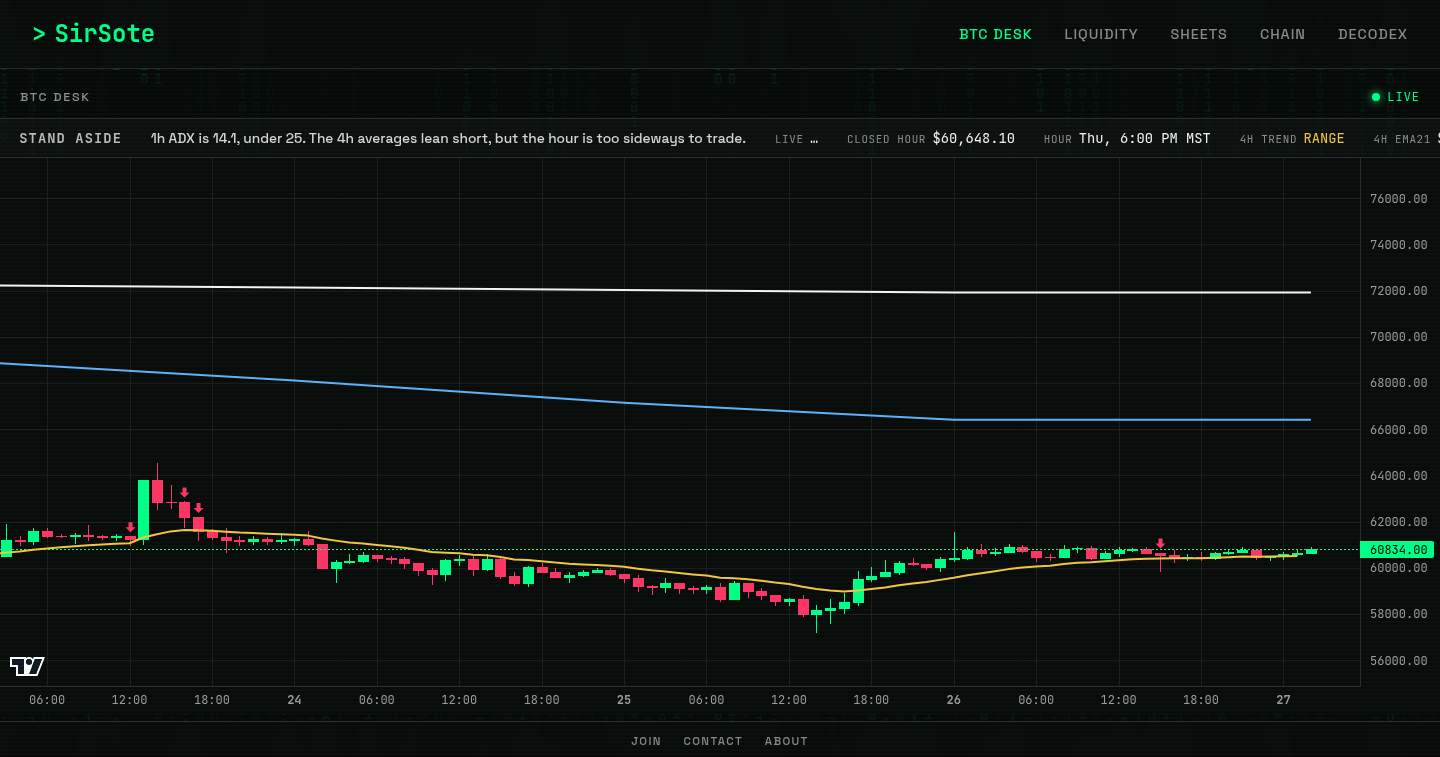 > SirSote
BTC DESK LIQUIDITY SHEETS CHAIN DECODEX
BTC DESK
LIVE
STAND ASIDE 1h ADX is 14.1, under 25. The 4h averages lean short, but the hour is too sideways to trade. LIVE … CLOSED HOUR $60,648.10 HOUR Thu, 6:00 PM MST 4H TREND RANGE 4H EMA21
76000.00
74000.00
72000.00
70000.00
68000.00
66000.00
64000.00
62000.00
60834.00
60000.00
58000.00
56000.00
06:00 12:00 18:00 24 06:00 12:00 18:00 25 06:00 12:00 18:00 26 06:00 12:00 18:00 27
JOIN CONTACT ABOUT